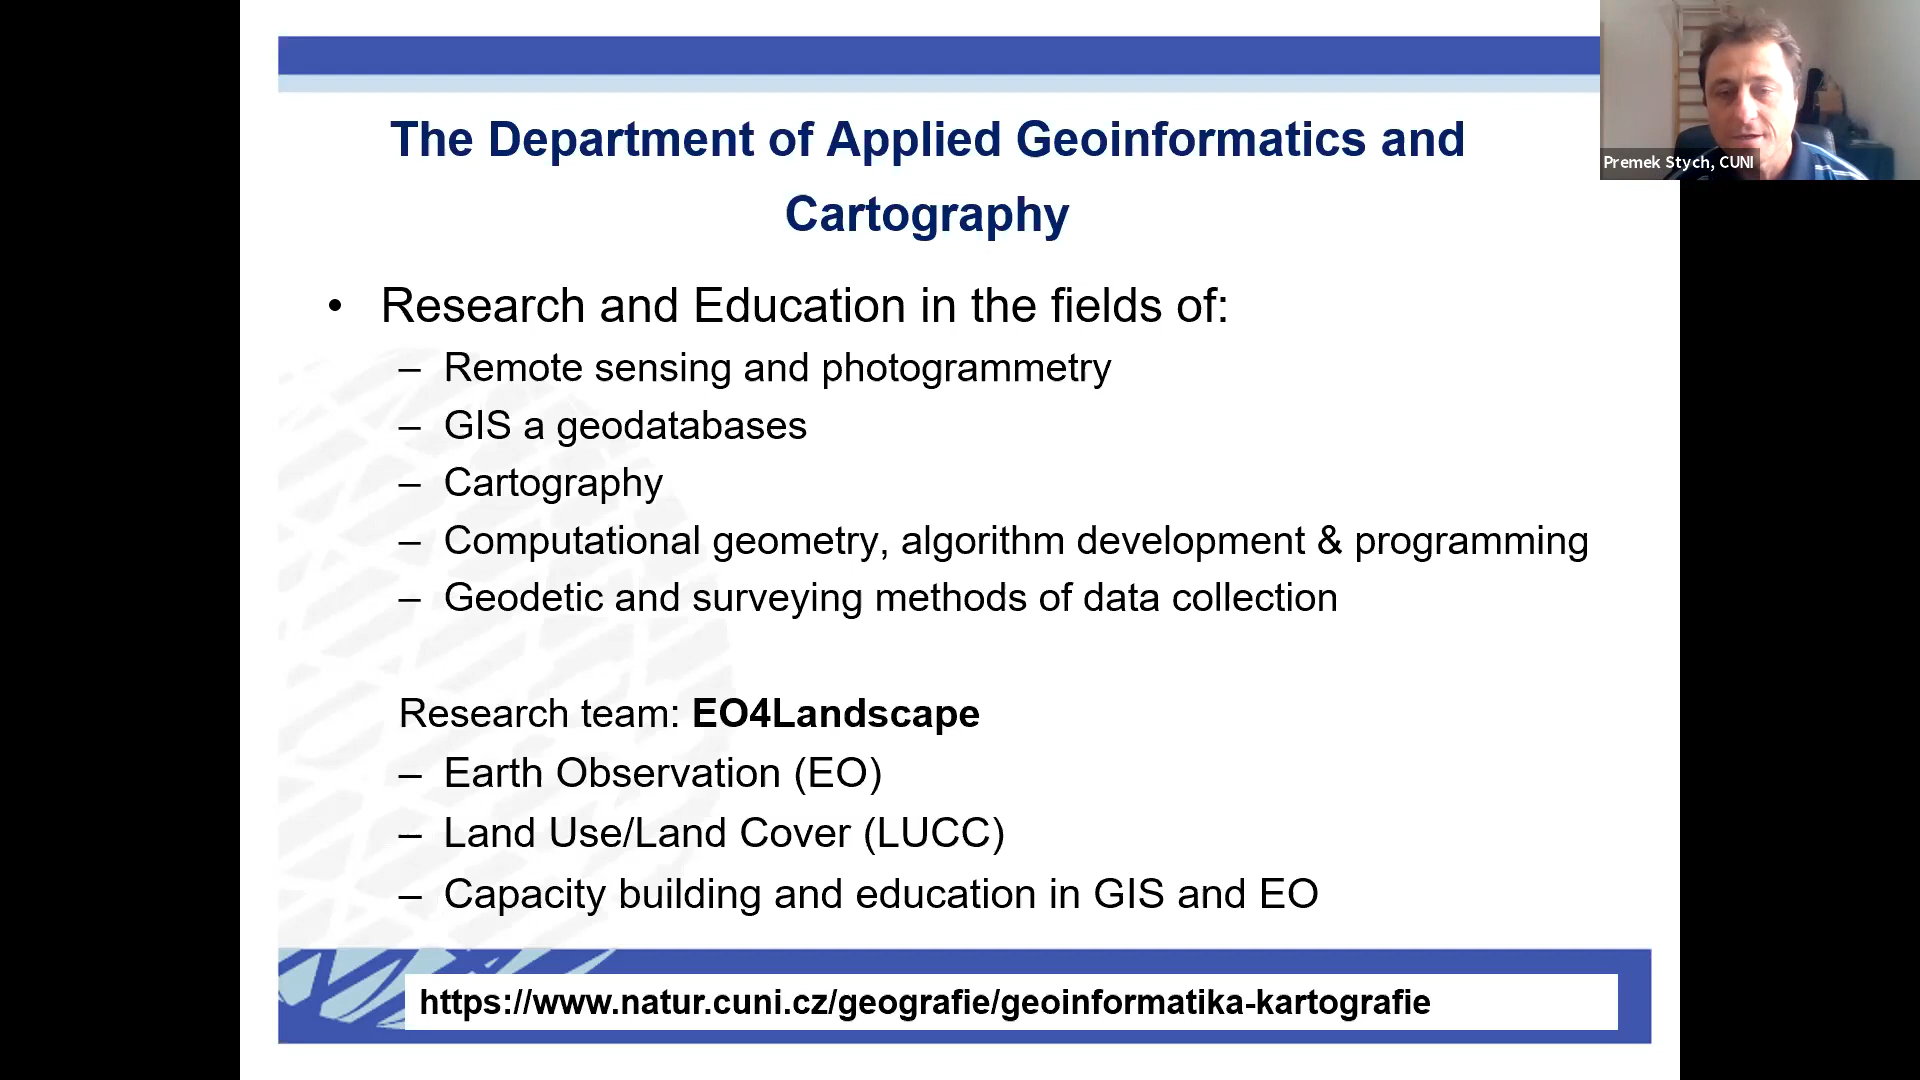 The Department of Applied Geoinformatics and
Cartography
Premek Stych, CUNI
• Research and Education in the fields of:
– Remote sensing and photogrammetry
– GIS a geodatabases
– Cartography
– Computational geometry, algorithm development & programming
– Geodetic and surveying methods of data collection
Research team: EO4Landscape
– Earth Observation (EO)
– Land Use/Land Cover (LUCC)
– Capacity building and education in GIS and EO
https://www.natur.cuni.cz/geografie/geoinformatika-kartografie